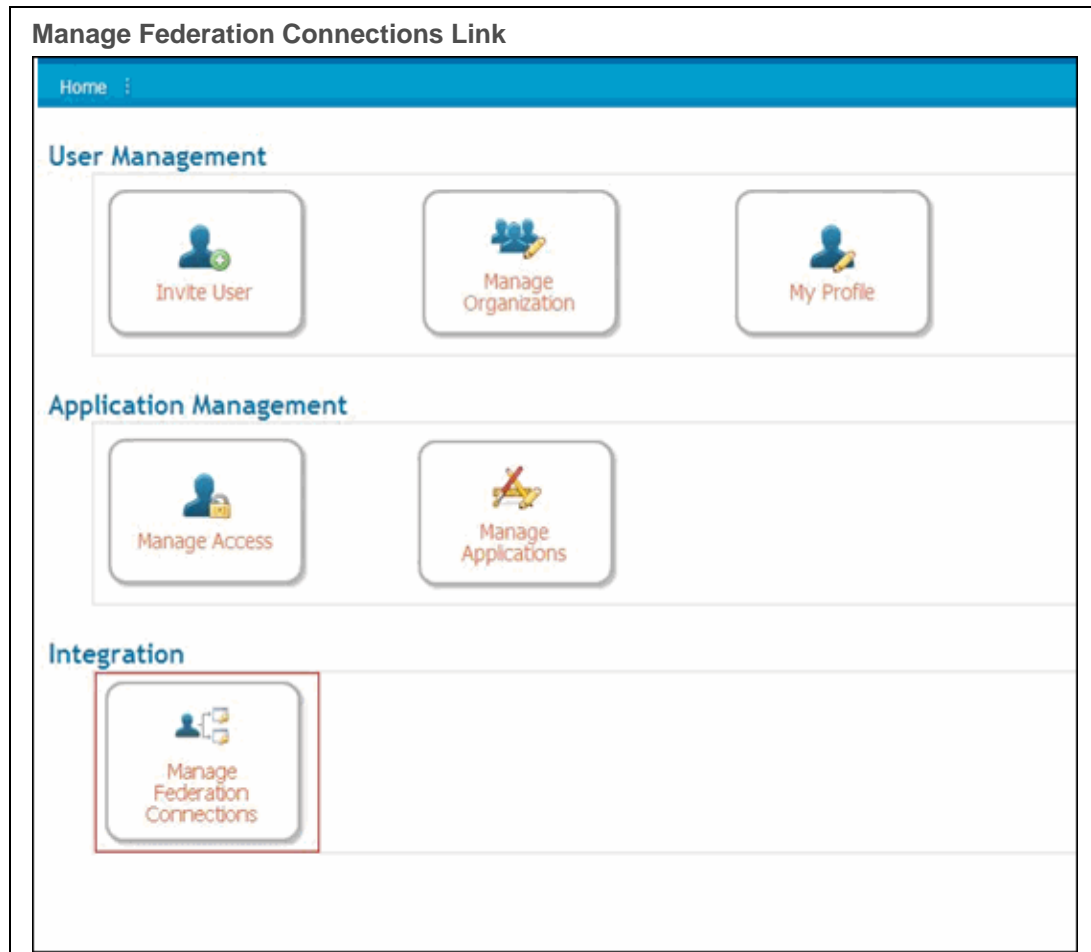 Manage Federation Connections Link
Home
User Management
Invite User
Manage
Organization
My Profile
Application Management
Manage Access
Manage
Applications
Integration
Manage
Federation
Connections